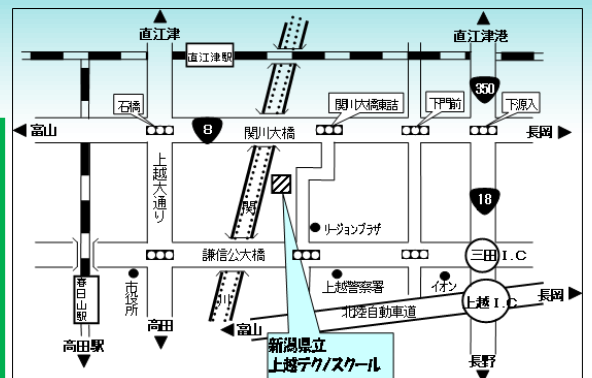 直江津
直江津港
直江津駅
350
石橋
関川大橋東詰
下門前
下源入
富山
8
関川大橋
長岡
上越大通り
18
関
リージョンプラザ
謙信公大橋
三田I.C
春日山駅
市役所
川
上越警察署
イオン
上越I.C
長岡
北陸自動車道
高田
富山
高田駅
長野
新潟県立
上越テクノスクール